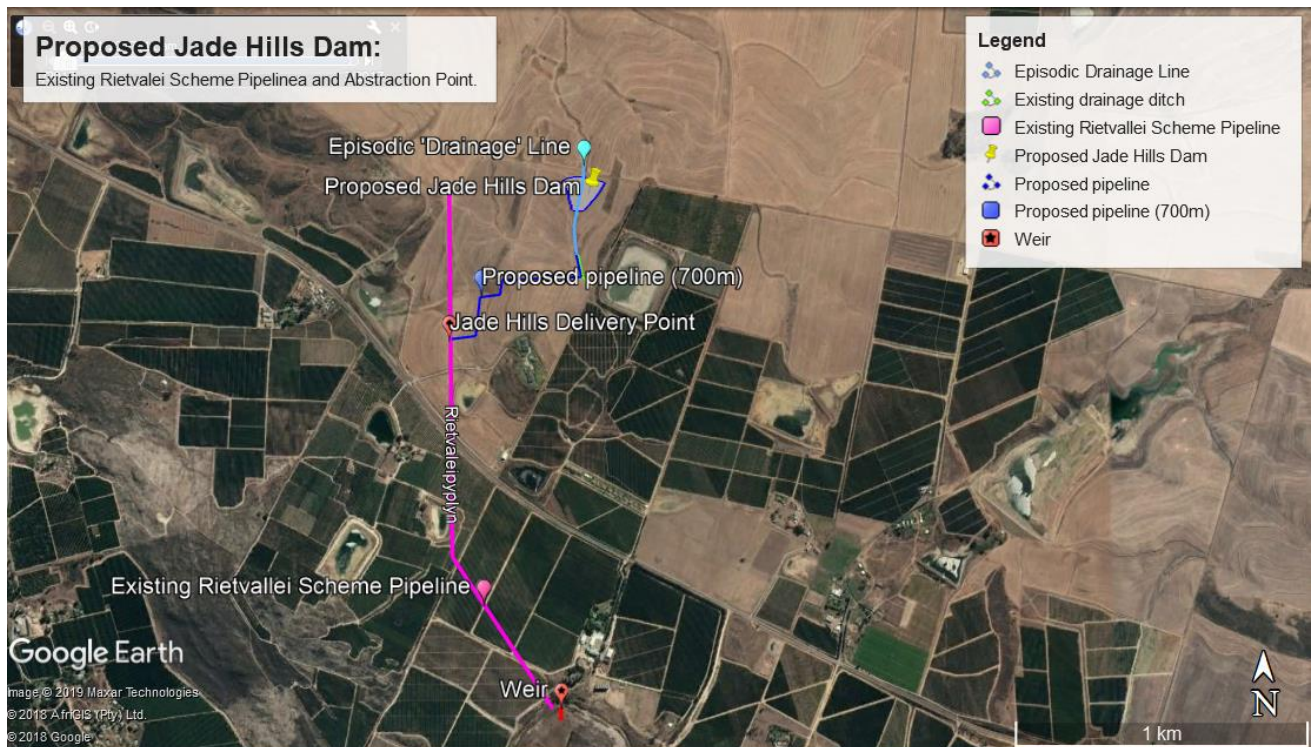 Proposed Jade Hills Dam:
Existing Rietvalei Scheme Pipelinea and Abstraction Point.
Legend
Episodic Drainage Line
Existing drainage ditch
Existing Rietvallei Scheme Pipeline
Proposed Jade Hills Dam
Proposed pipeline
Proposed pipeline (700m)
Weir
Episodic 'Drainage' Line
Proposed Jade Hills Dam
Proposed pipeline (700m)
Jade Hills Delivery Point
Rietvaleipyplyn
Existing Rietvallei Scheme Pipeline
Weir
Google Earth
Image © 2019 Maxar Technologies
© 2018 AfriGIS (Pty) Ltd.
© 2018 Google
N
1 km